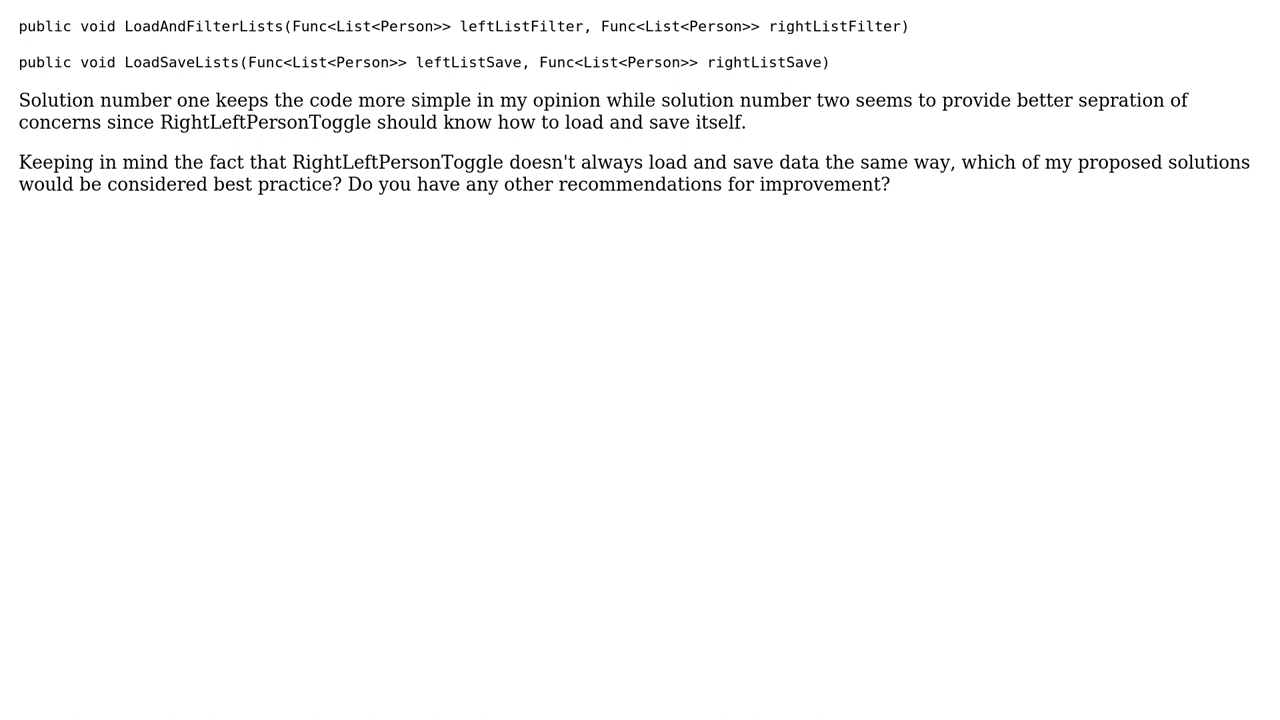 public void LoadAndFilterLists(Func<List<Person>> leftListFilter, Func<List<Person>> rightListFilter)
public void LoadSaveLists(Func<List<Person>> leftListSave, Func<List<Person>> rightListSave)
Solution number one keeps the code more simple in my opinion while solution number two seems to provide better sepration of
concerns since RightLeftPersonToggle should know how to load and save itself.
Keeping in mind the fact that RightLeftPersonToggle doesn't always load and save data the same way, which of my proposed solutions
would be considered best practice? Do you have any other recommendations for improvement?